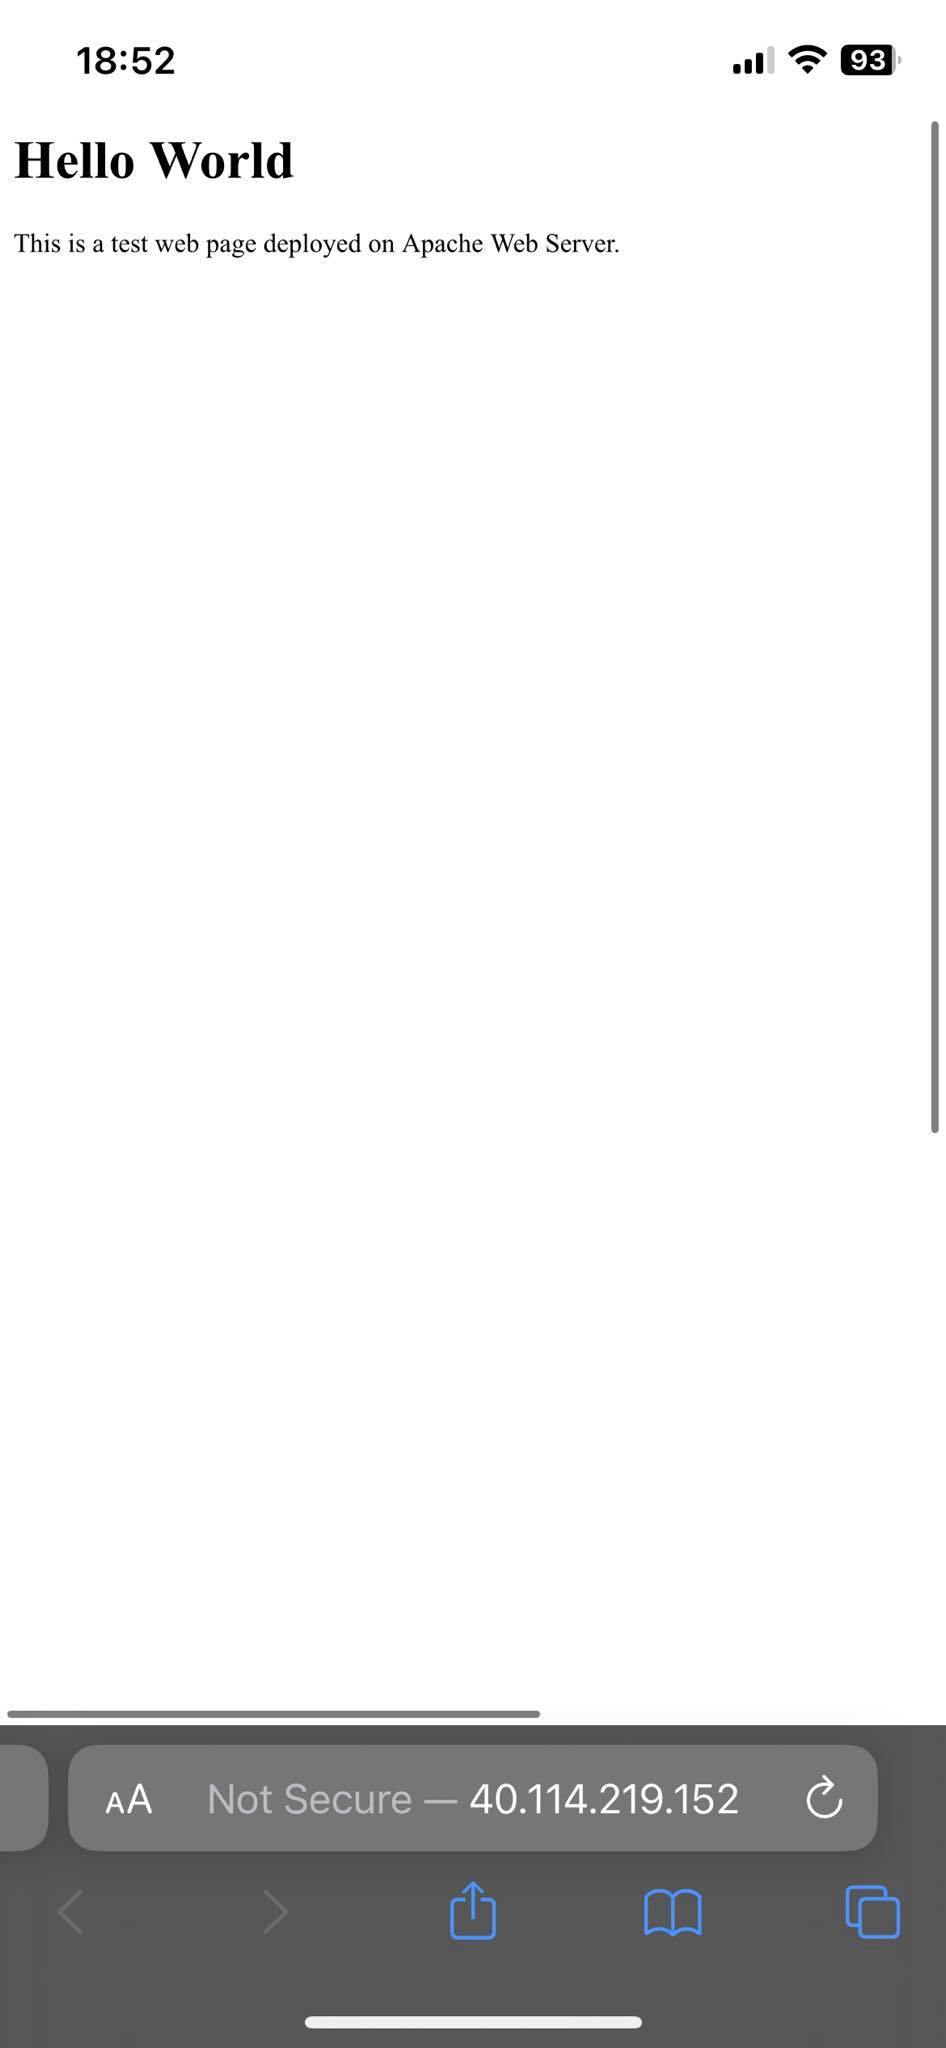 18:52
93
Hello World
This is a test web page deployed on Apache Web Server.
AA Not Secure — 40.114.219.152